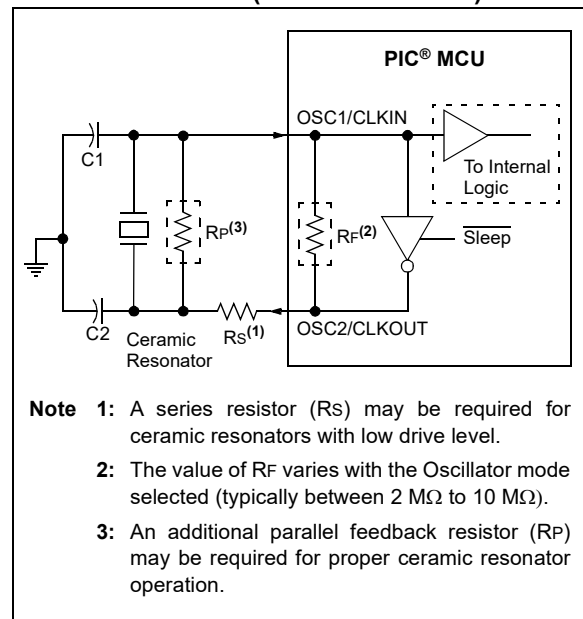 PIC® MCU
OSC1/CLKIN
C1
To Internal
Logic
RP(3)
RF(2)
Sleep
C2
Ceramic
Resonator
RS(1)
OSC2/CLKOUT
Note 1: A series resistor (RS) may be required for
ceramic resonators with low drive level.
2: The value of RF varies with the Oscillator mode
selected (typically between 2 MΩ to 10 MΩ).
3: An additional parallel feedback resistor (RP)
may be required for proper ceramic resonator
operation.